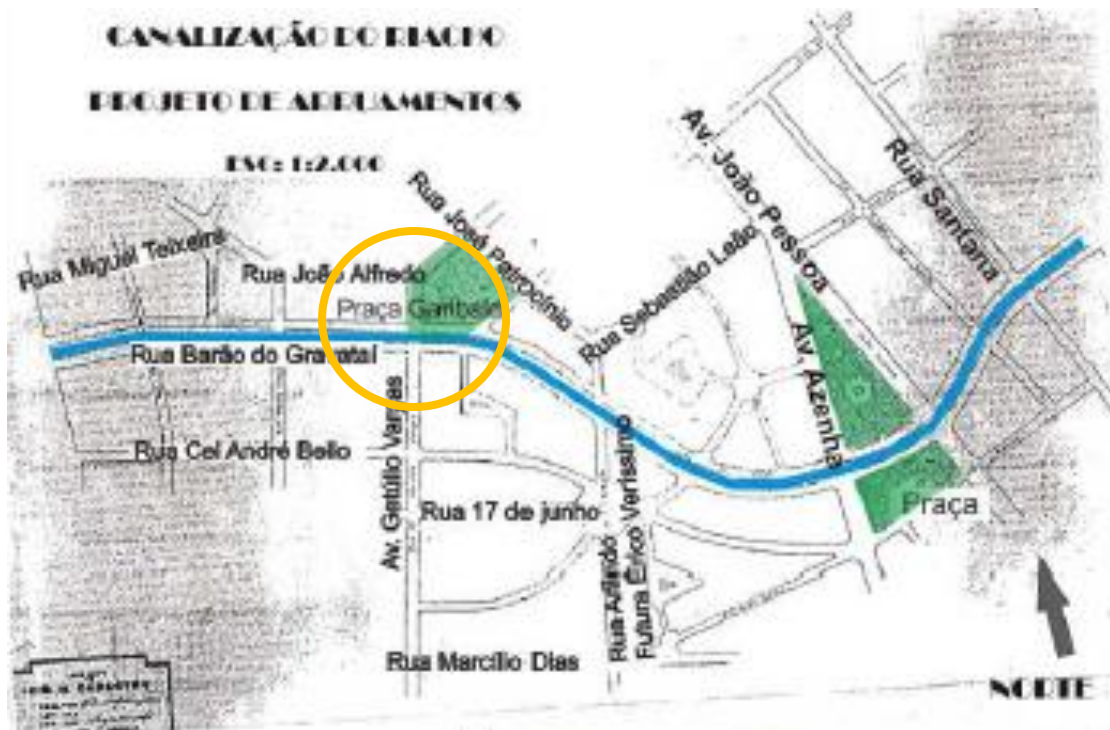 CANALIZAÇÃO DO RIACHO
PROJETO DE ARRUAMENTOS
ESC: 1:2.000
Rua José Patrocínio
Av. João Pessoa
Rua Santana
Rua Miguel Teixeira
Rua João Alfredo
Praça Garibaldi
Rua Sebastião Leão
Rua Barão do Gravataí
Av. Azenha
Rua Cel André Bello
Av. Getúlio Vargas
Rua 17 de junho
Praça
Rua Alfredo
Futura Érico Veríssimo
Rua Marcílio Dias
NORTE